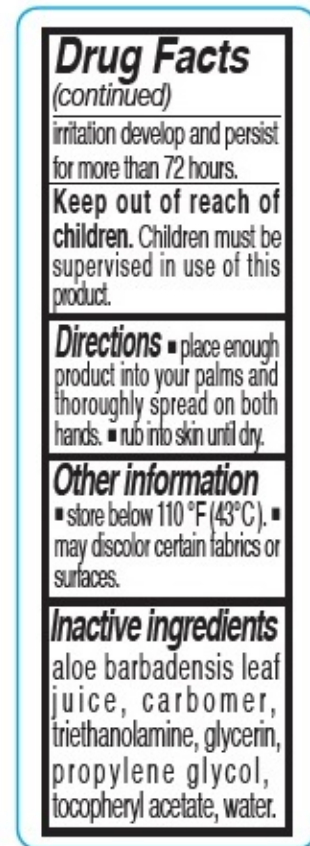 Drug Facts
(continued)
irritation develop and persist
for more than 72 hours.
Keep out of reach of
children. Children must be
supervised in use of this
product.
Directions ▪ place enough
product into your palms and
thoroughly spread on both
hands. ▪ rub into skin until dry.
Other information
▪ store below 110 °F (43°C). ▪
may discolor certain fabrics or
surfaces.
Inactive ingredients
aloe barbadensis leaf
juice, carbomer,
triethanolamine, glycerin,
propylene glycol,
tocopheryl acetate, water.